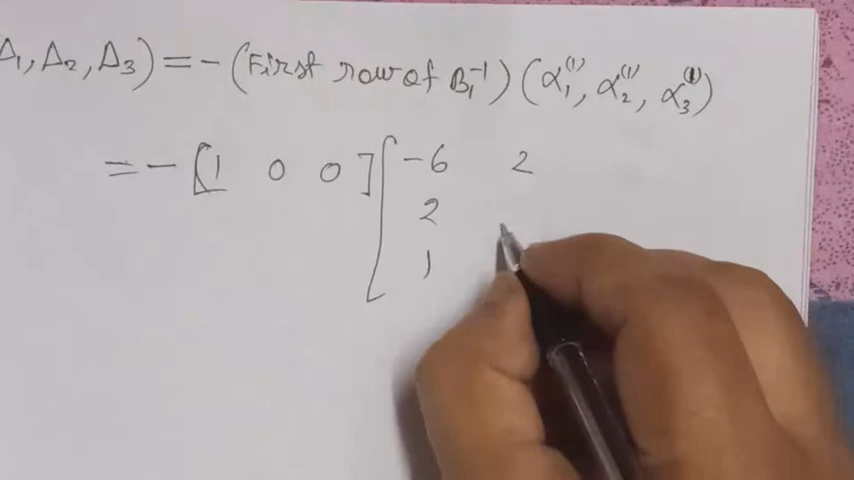 Δ₁, Δ₂, Δ₃) = - (First row of B₁⁻¹) (α₁⁽¹⁾, α₂⁽¹⁾, α₃⁽¹⁾)
= - [1 0 0] [ -6 2
2
1